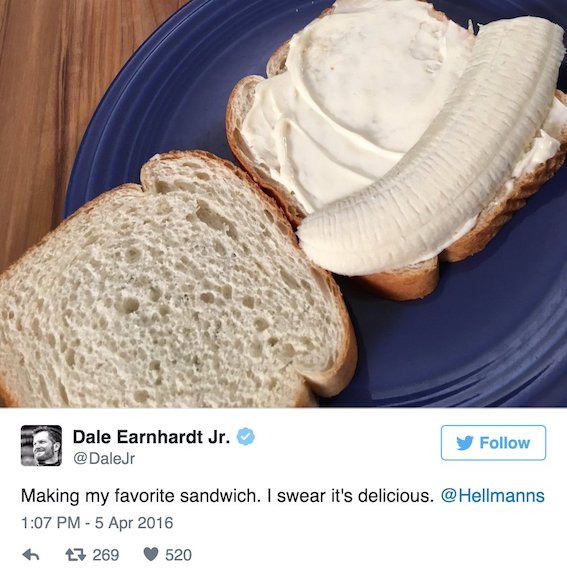 Dale Earnhardt Jr.
Follow
@DaleJr
Making my favorite sandwich. I swear it's delicious. @Hellmanns
1:07 PM - 5 Apr 2016
269 520